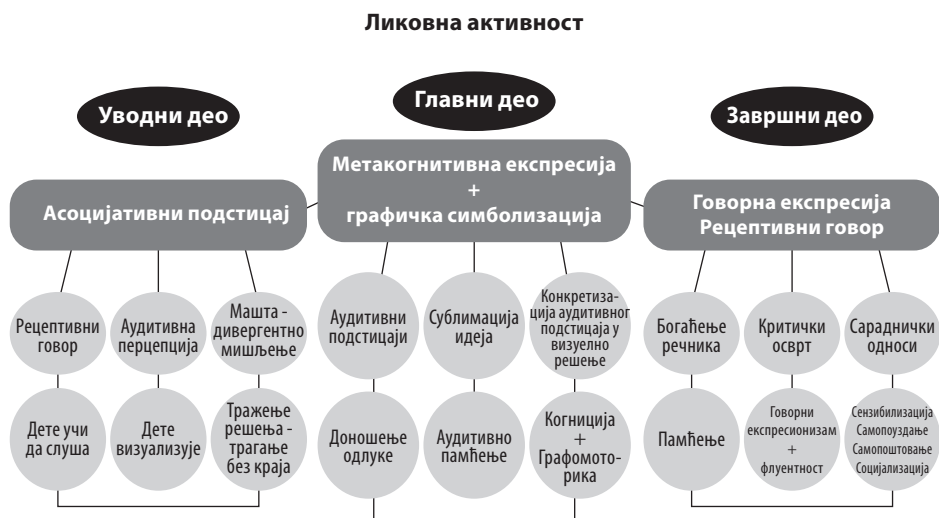 Ликовна активност
Уводни део
Главни део
Завршни део
Асоцијативни подстицај
Метакогнитивна експресија
+
графичка симболизација
Говорна експресија
Рецептивни говор
Рецептивни
говор
Аудитивна
перцепција
Машта -
дивергентно
мишљење
Аудитивни
подстицаји
Сублимација
идеја
Конкретиза-
ција аудитивног
подстицаја у
визуелно
решење
Богаћење
речника
Критички
осврт
Сараднички
односи
Дете учи
да слуша
Дете
визуализује
Тражење
решења -
трагање
без краја
Доношење
одлуке
Аудитивно
памћење
Когниција
+
Графомото-
рика
Памћење
Говорни
експресионизам
+
флуентност
Сензибилизација
Самопоуздање
Самопоштовање
Социјализација